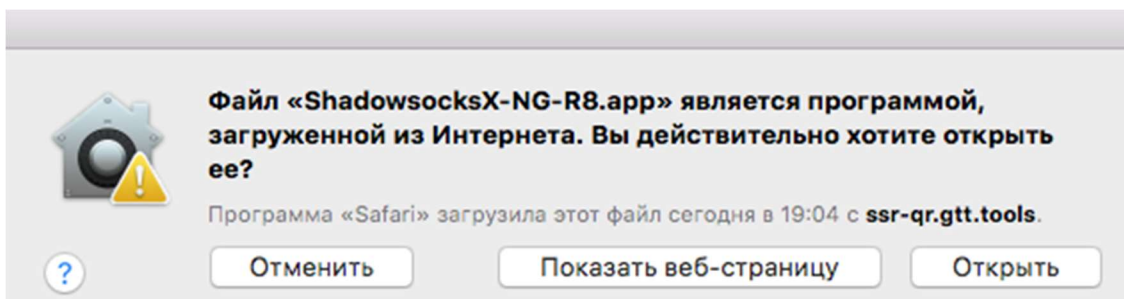 Файл «ShadowsocksX-NG-R8.app» является программой,
загруженной из Интернета. Вы действительно хотите открыть
ее?
Программа «Safari» загрузила этот файл сегодня в 19:04 с ssr-qr.gtt.tools.
? Отменить Показать веб-страницу Открыть